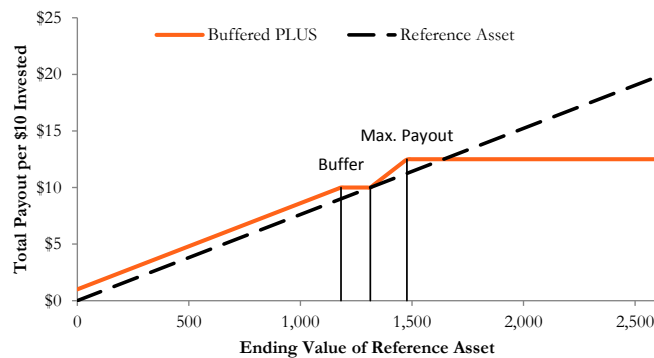 $25
Buffered PLUS
Reference Asset
$20
$15
Max. Payout
Buffer
$10
$5
$0
0
500
1,000
1,500
2,000
2,500
Total Payout per $10 Invested
Ending Value of Reference Asset